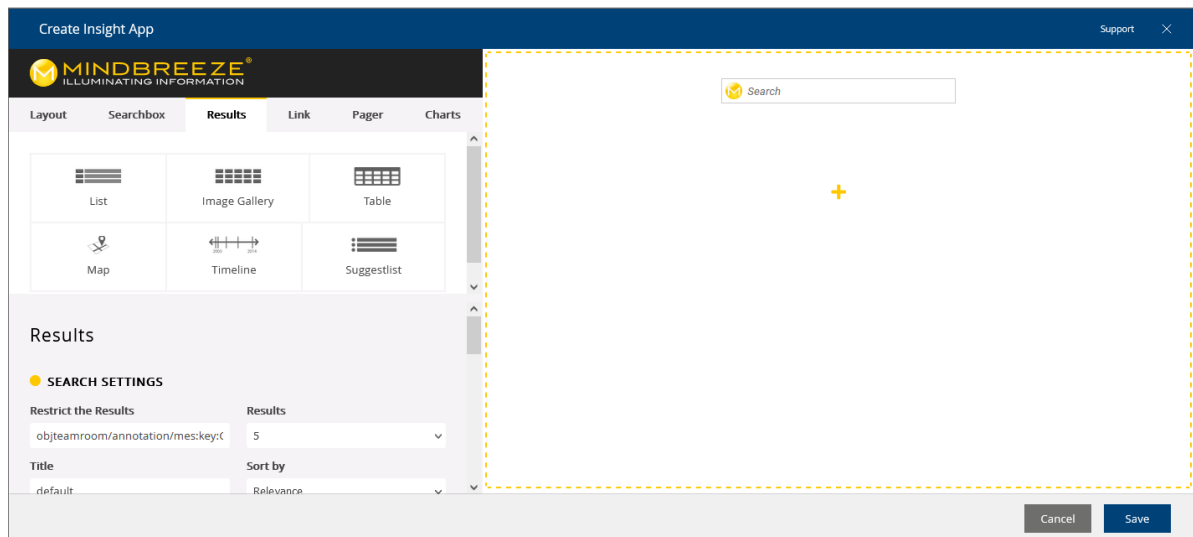 Create Insight App
Support
MINDBREEZE®
ILLUMINATING INFORMATION
Layout Searchbox Results Link Pager Charts
List Image Gallery Table
Map Timeline Suggestlist
Results
SEARCH SETTINGS
Restrict the Results Results
objteamroom/annotation/mes:key:( 5
Title Sort by
default Relevance
Search
+
Cancel Save